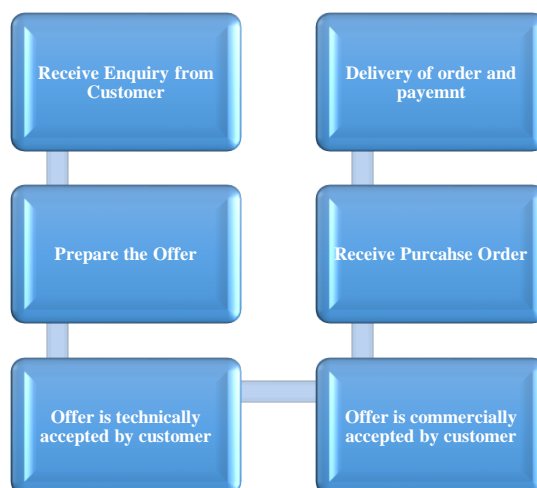 Receive Enquiry from
Customer
Prepare the Offer
Offer is technically
accepted by customer
Offer is commercially
accepted by customer
Receive Purcahse Order
Delivery of order and
payemnt